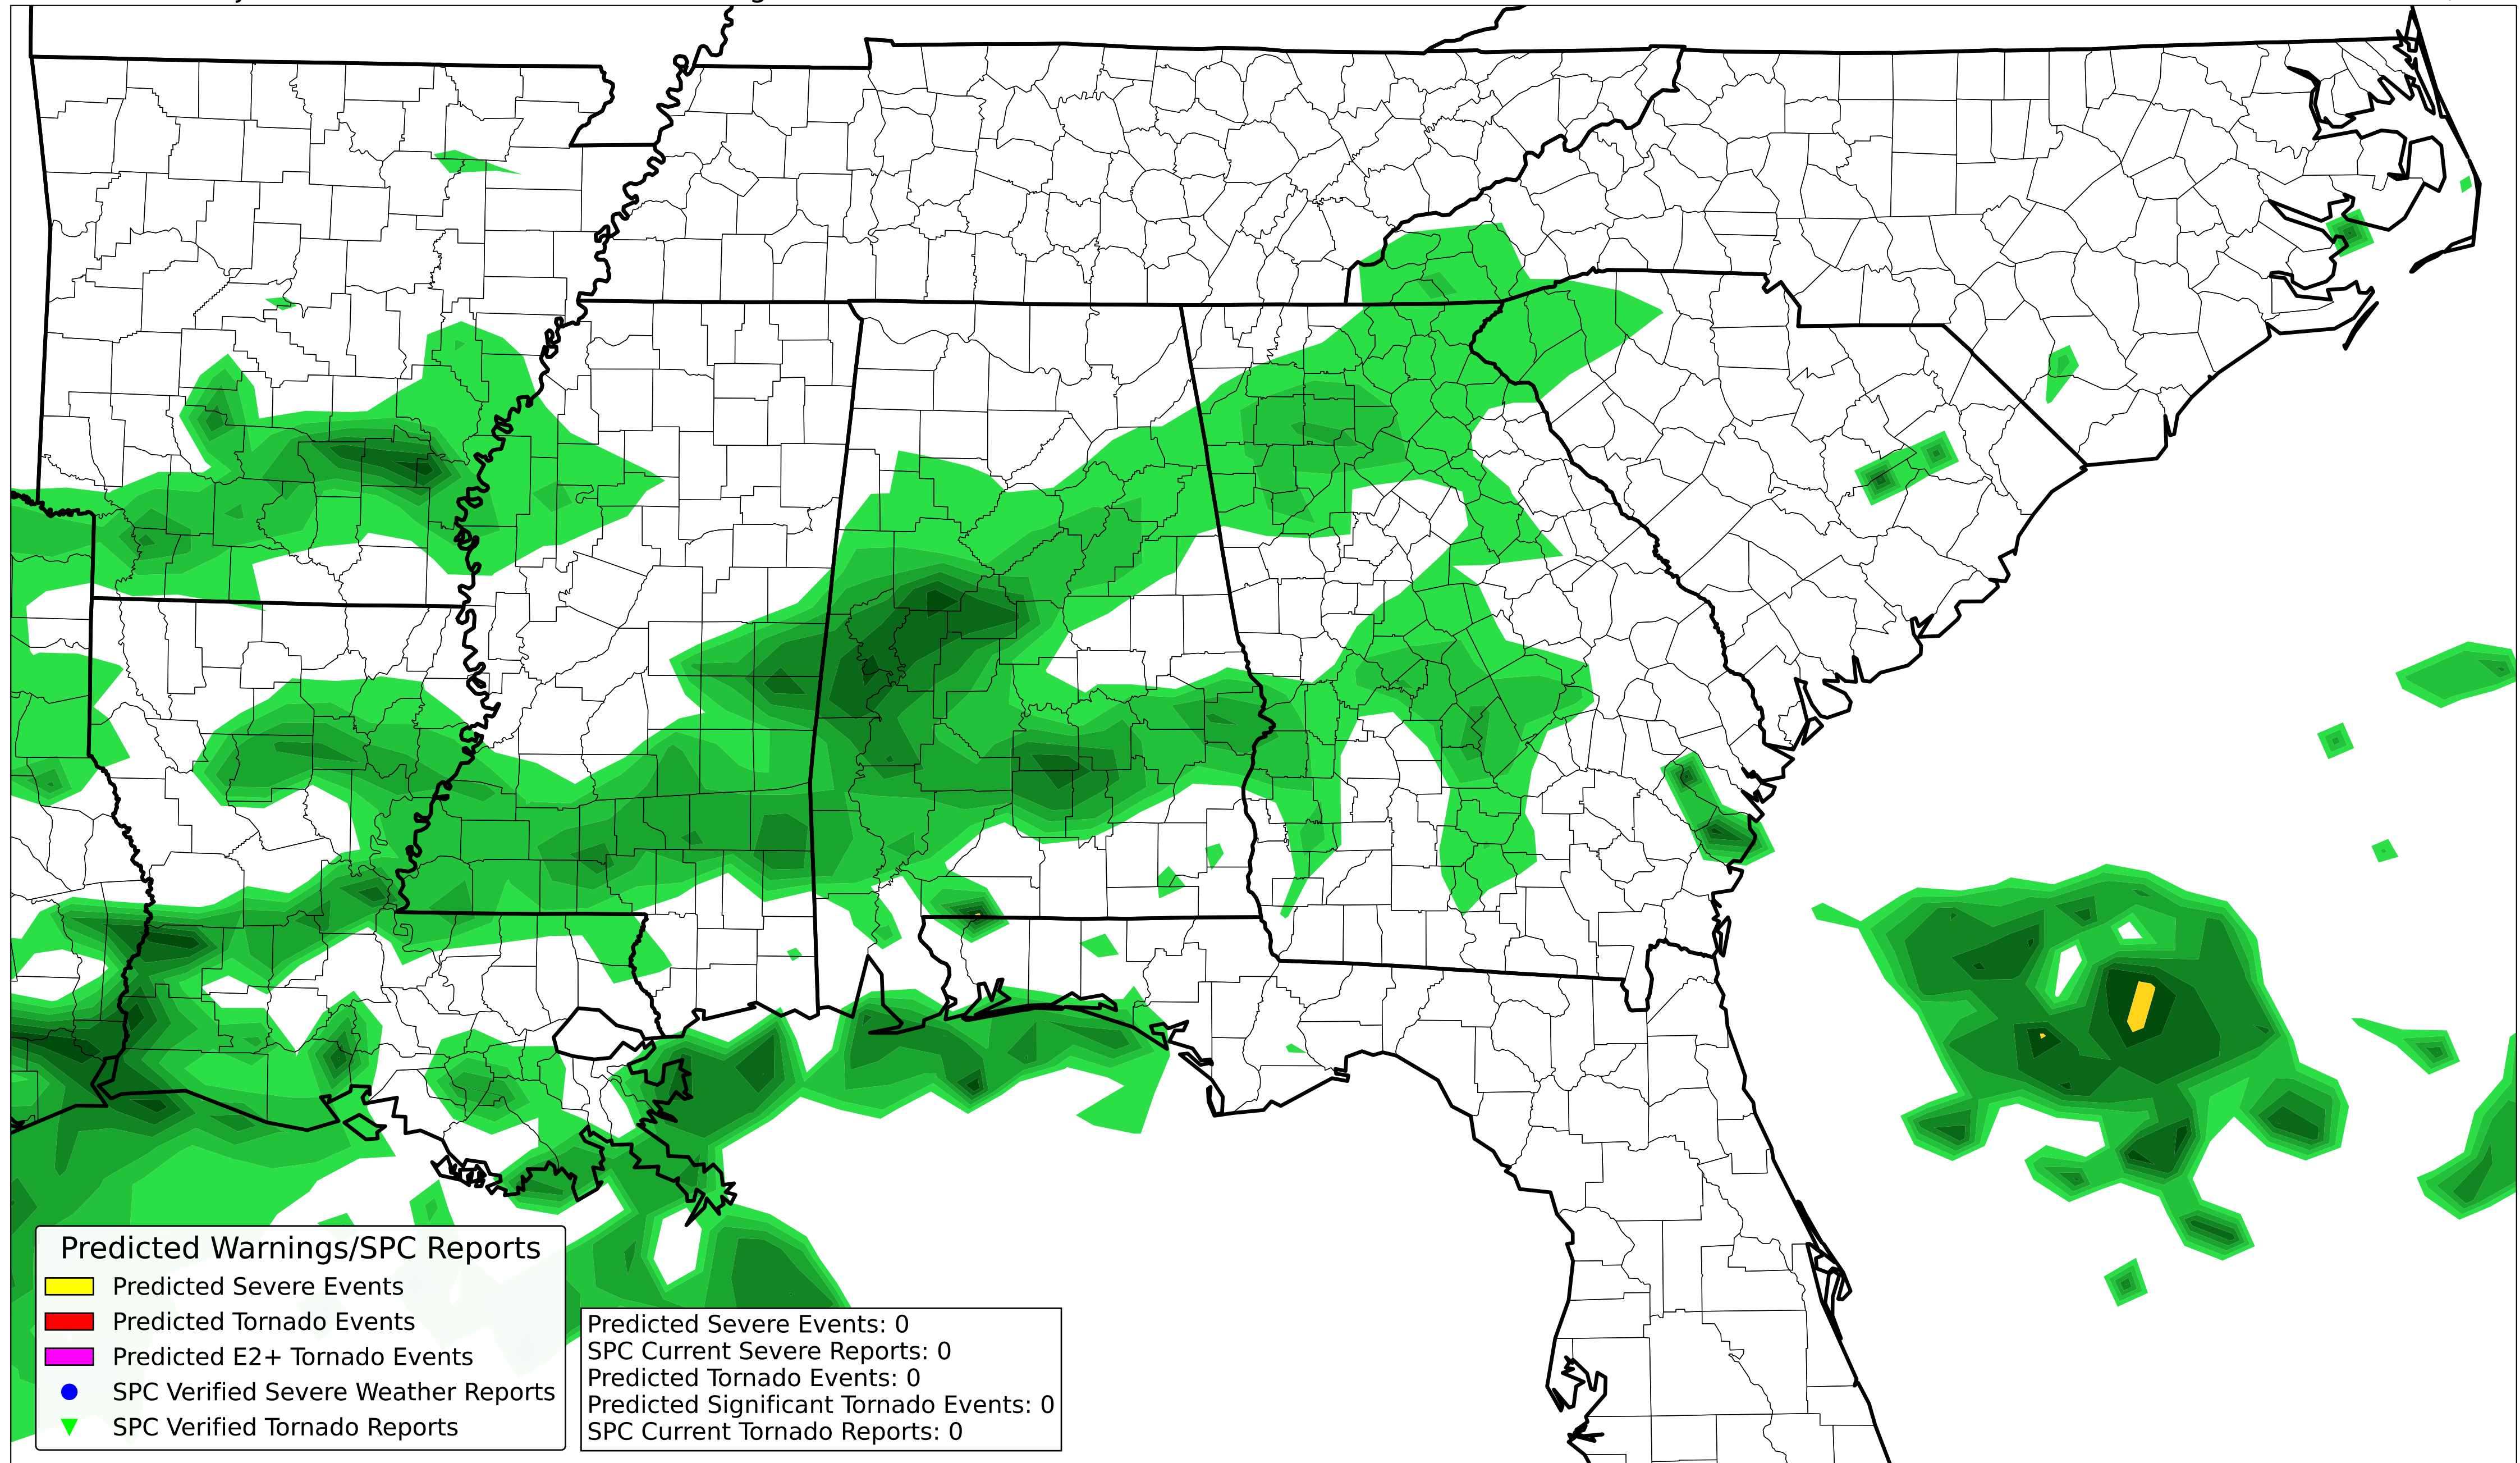 Predicted Warnings/SPC Reports
Predicted Severe Events
Predicted Tornado Events
Predicted E2+ Tornado Events
SPC Verified Severe Weather Reports
SPC Verified Tornado Reports
Predicted Severe Events: 0
SPC Current Severe Reports: 0
Predicted Tornado Events: 0
Predicted Significant Tornado Events: 0
SPC Current Tornado Reports: 0